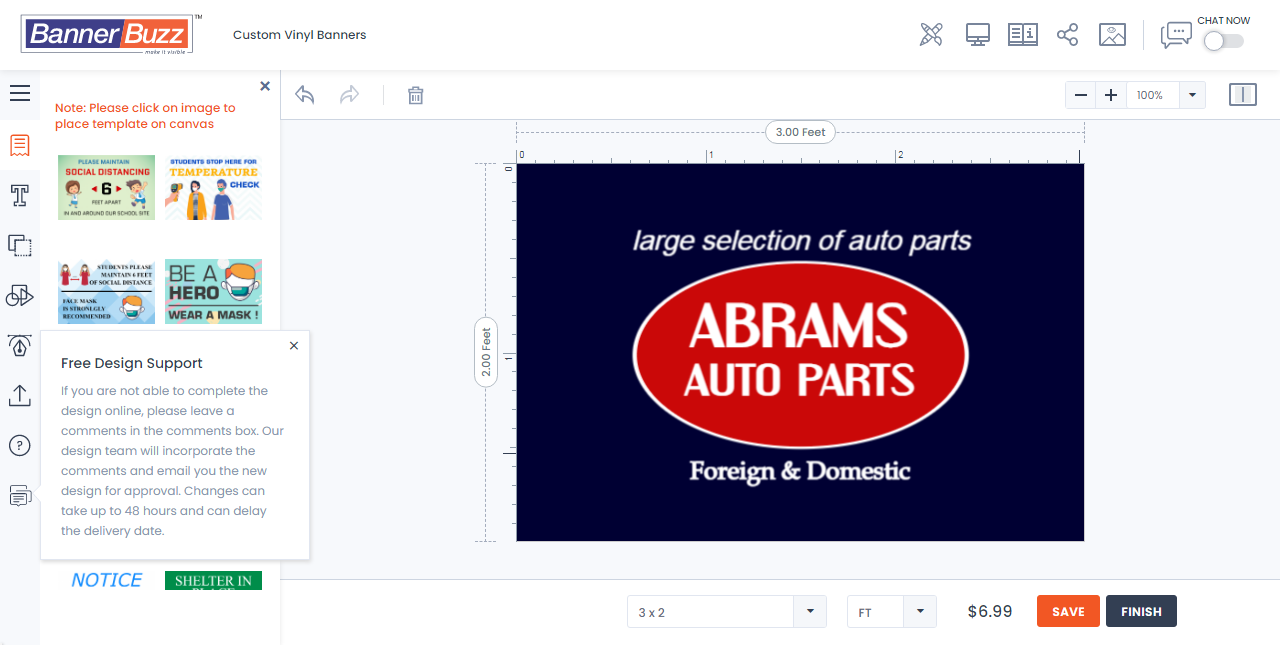 BannerBuzz™
make it visible
Custom Vinyl Banners
CHAT NOW
Note: Please click on image to
place template on canvas
100%
PLEASE MAINTAIN
SOCIAL DISTANCING
6
FEET APART
IN AND AROUND OUR SCHOOL SITE
STUDENTS STOP HERE FOR
TEMPERATURE
CHECK
STUDENTS PLEASE
MAINTAIN 6 FEET
OF SOCIAL DISTANCE
FACE MASK
IS STRONLGLY
RECOMMENDED
BE A
HERO
WEAR A MASK !
Free Design Support
If you are not able to complete the
design online, please leave a
comments in the comments box. Our
design team will incorporate the
comments and email you the new
design for approval. Changes can
take up to 48 hours and can delay
the delivery date.
NOTICE
SHELTER IN
PLACE
3.00 Feet
0 1 2
0
1
2.00 Feet
large selection of auto parts
ABRAMS
AUTO PARTS
Foreign & Domestic
3 x 2
FT
$6.99
SAVE
FINISH